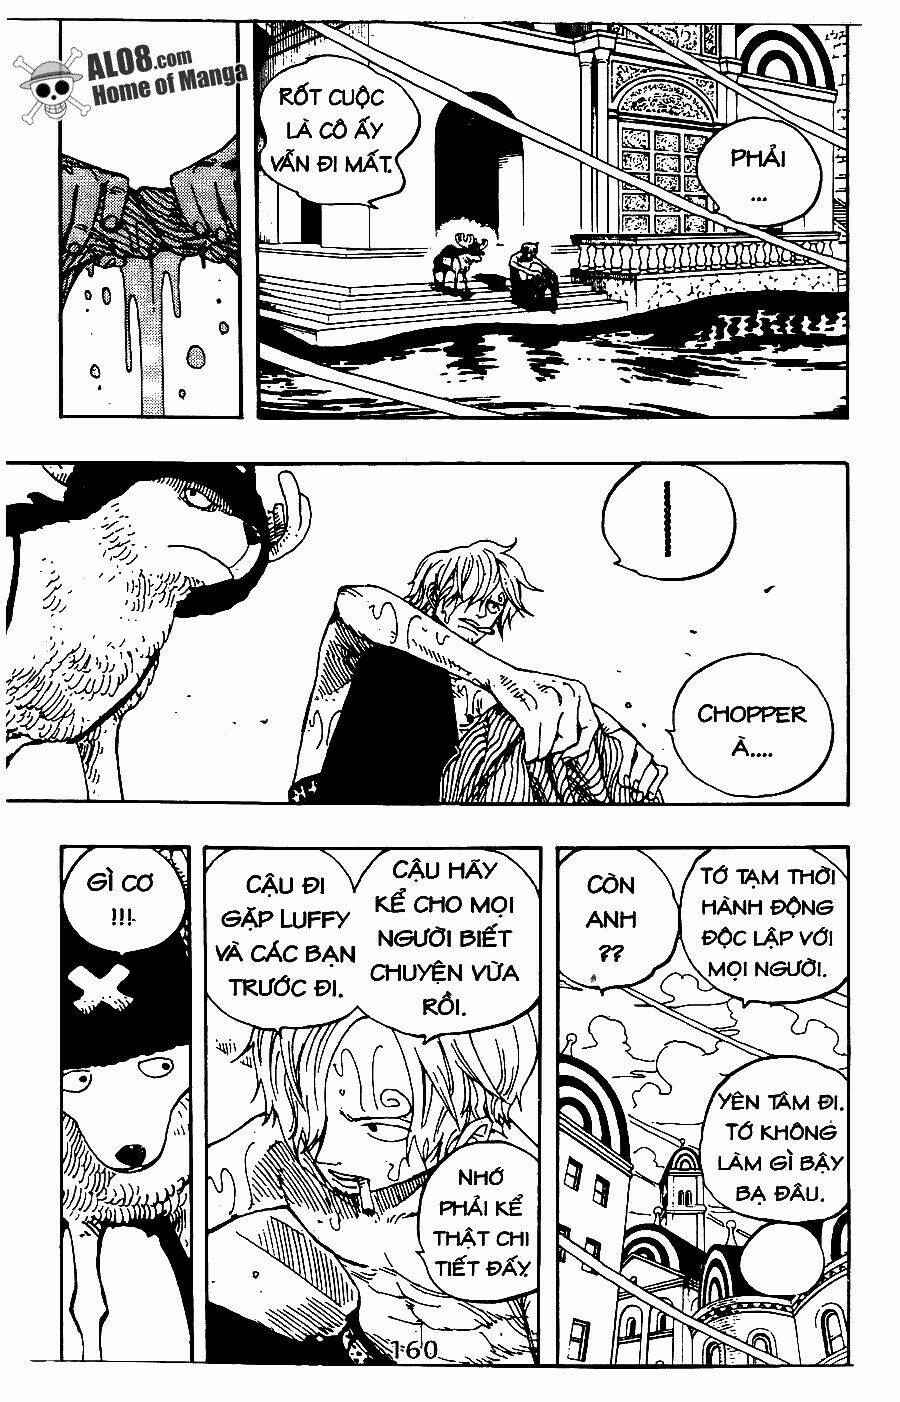 AL08.com
Home of Manga
RỐT CUỘC
LÀ CÔ ẤY
VẪN ĐI MẤT.
PHẢI
...
CHOPPER
À....
GÌ CƠ
!!!
CẬU ĐI
GẶP LUFFY
VÀ CÁC BẠN
TRƯỚC ĐI.
CẬU HÃY
KỂ CHO MỌI
NGƯỜI BIẾT
CHUYỆN VỪA
RỒI.
NHỚ
PHẢI KỂ
THẬT CHI
TIẾT ĐẤY.
CÒN
ANH
??
TỚ TẠM THỜI
HÀNH ĐỘNG
ĐỘC LẬP VỚI
MỌI NGƯỜI.
YÊN TÂM ĐI.
TỚ KHÔNG
LÀM GÌ BẬY
BẠ ĐÂU.
160